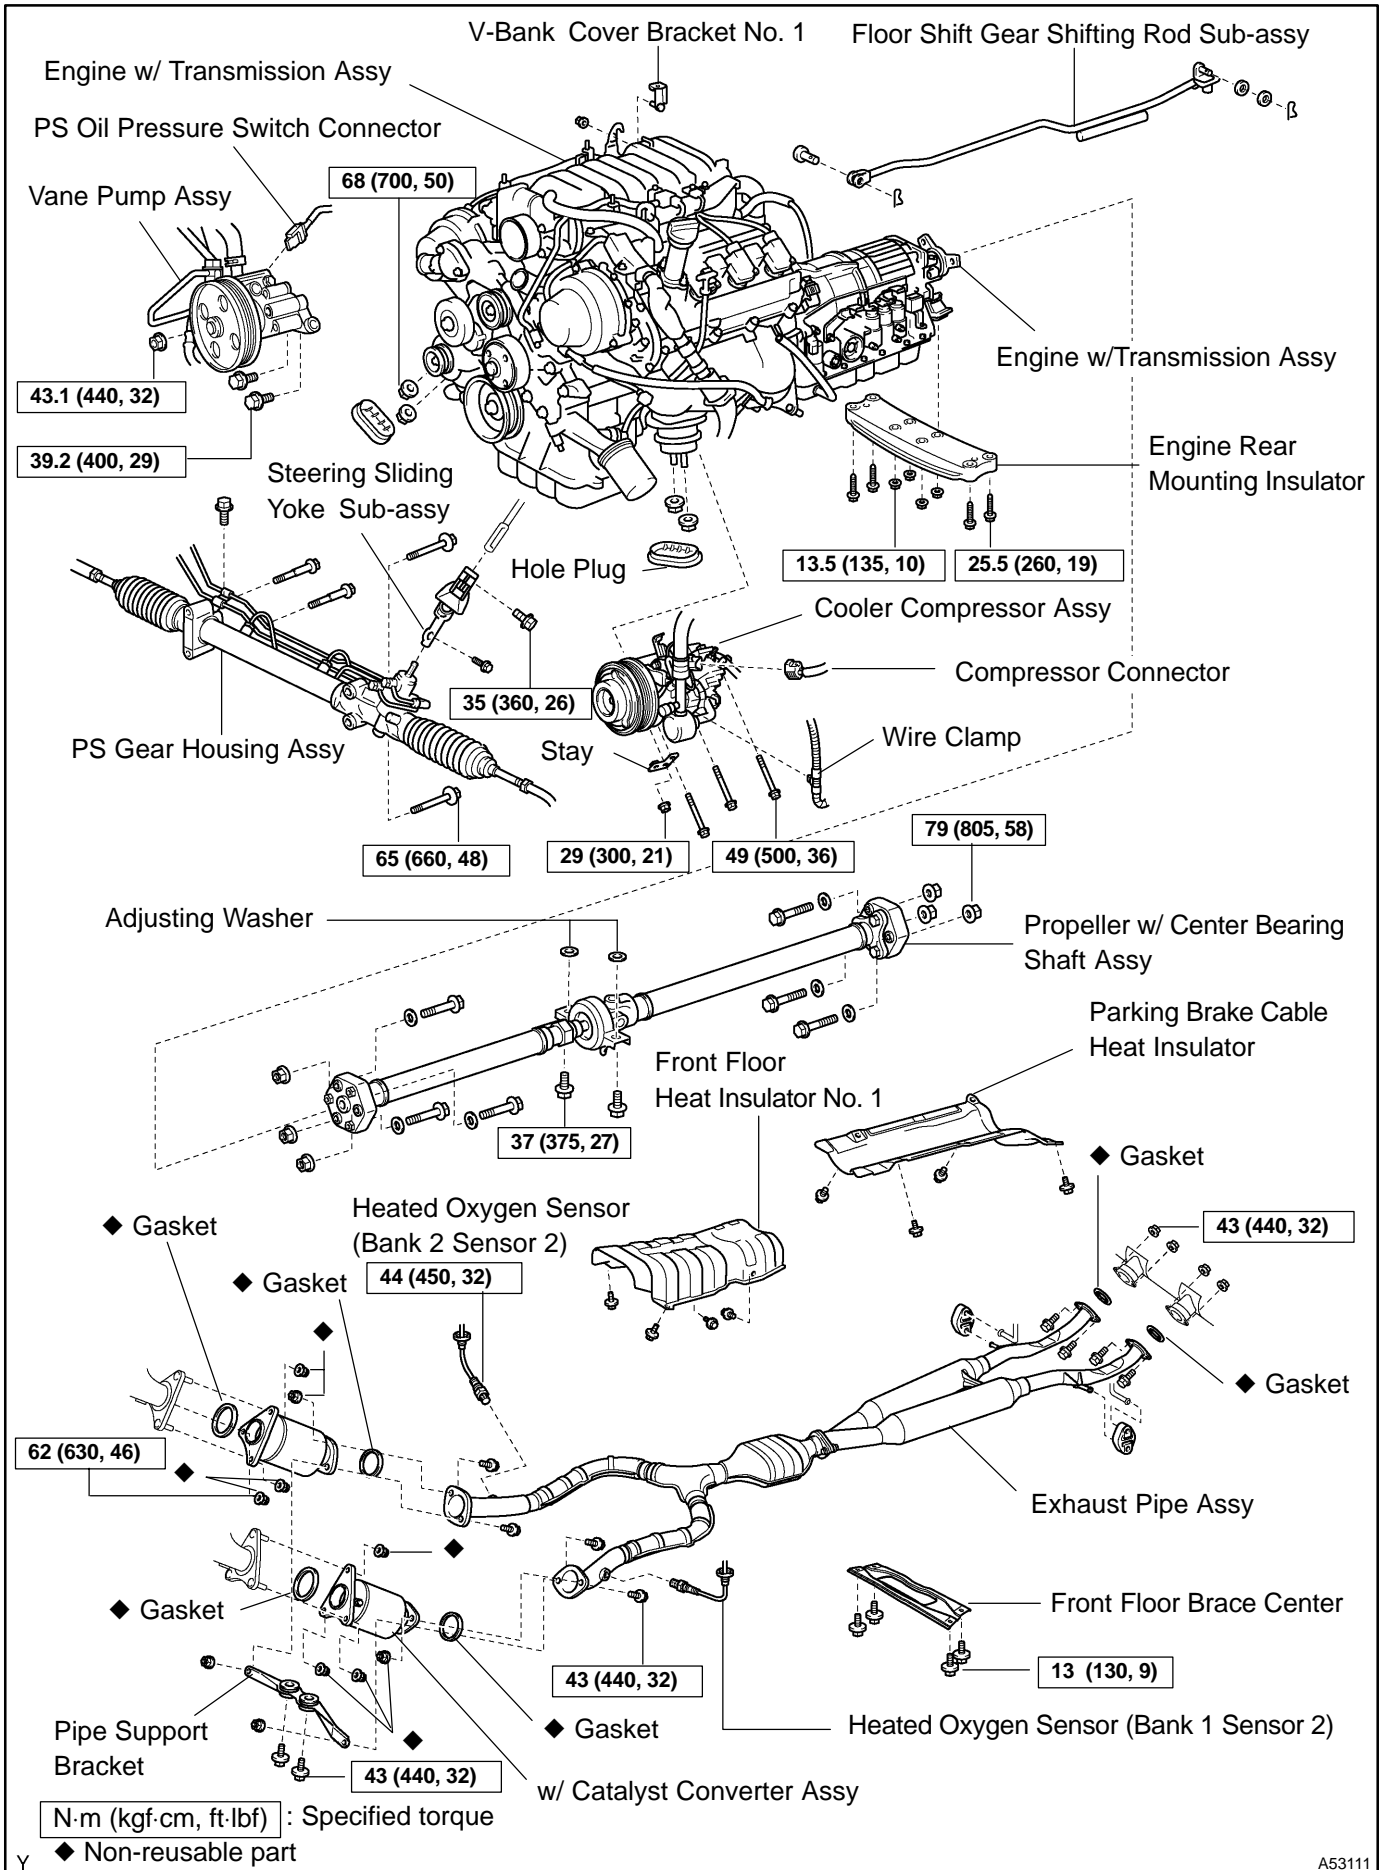 V-Bank Cover Bracket No. 1
Floor Shift Gear Shifting Rod Sub-assy
Engine w/ Transmission Assy
PS Oil Pressure Switch Connector
68 (700, 50)
Vane Pump Assy
Engine w/Transmission Assy
43.1 (440, 32)
39.2 (400, 29)
Engine Rear
Mounting Insulator
Steering Sliding
Yoke Sub-assy
Hole Plug
13.5 (135, 10)
25.5 (260, 19)
Cooler Compressor Assy
Compressor Connector
35 (360, 26)
PS Gear Housing Assy
Stay
Wire Clamp
65 (660, 48)
29 (300, 21)
49 (500, 36)
79 (805, 58)
Adjusting Washer
Propeller w/ Center Bearing
Shaft Assy
Parking Brake Cable
Heat Insulator
Front Floor
Heat Insulator No. 1
37 (375, 27)
◆ Gasket
Heated Oxygen Sensor
(Bank 2 Sensor 2)
◆ Gasket
43 (440, 32)
44 (450, 32)
◆ Gasket
◆
◆ Gasket
62 (630, 46)
◆
Exhaust Pipe Assy
◆
◆ Gasket
Front Floor Brace Center
43 (440, 32)
13 (130, 9)
Pipe Support
Bracket
◆
◆ Gasket
Heated Oxygen Sensor (Bank 1 Sensor 2)
43 (440, 32)
w/ Catalyst Converter Assy
N·m (kgf·cm, ft·lbf) : Specified torque
◆ Non-reusable part
Y
A53111